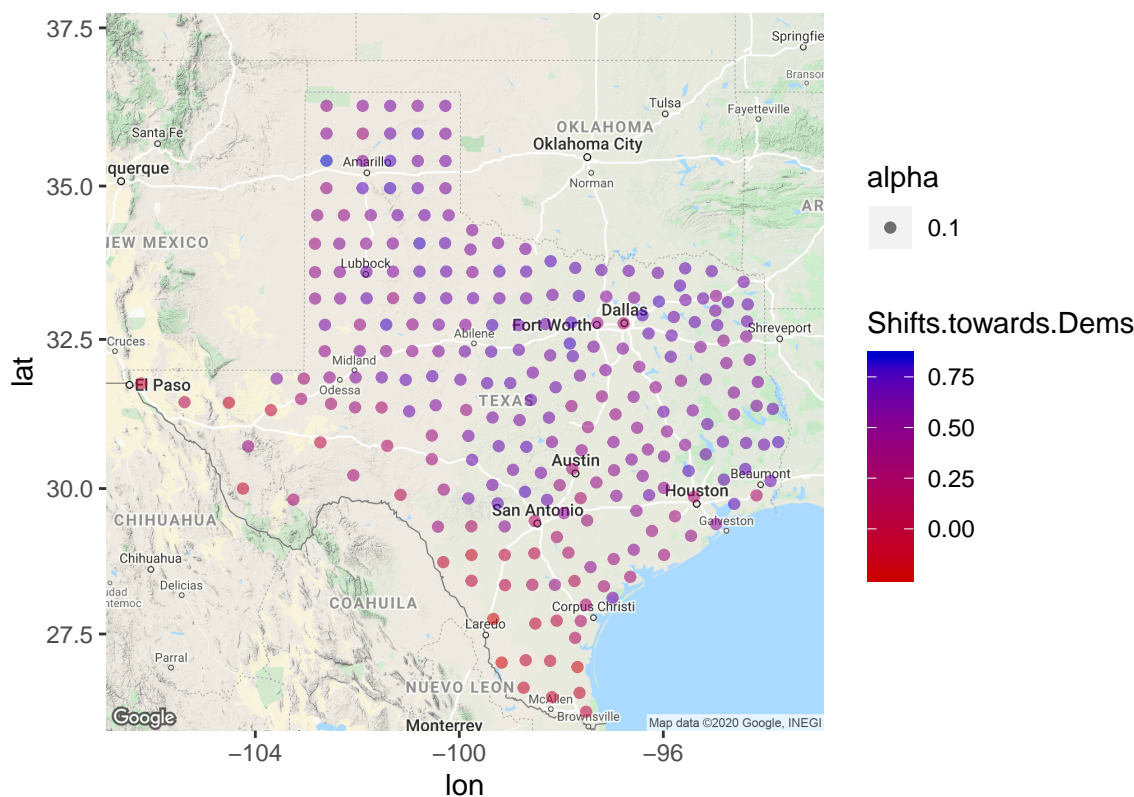 37.5
35.0
32.5
30.0
27.5
lat
−104
−100
−96
lon
Springfie
Branson
Tulsa
Fayetteville
Santa Fe
OKLAHOMA
Oklahoma City
querque
Amarillo
Norman
AR
NEW MEXICO
Lubbock
Dallas
Fort Worth
Shreveport
Cruces
Abilene
Midland
El Paso
Odessa
TEXAS
Austin
Beaumont
Houston
San Antonio
Galveston
CHIHUAHUA
Chihuahua
Delicias
udad
htemoc
COAHUILA
Corpus Christi
Laredo
Parral
NUEVO LEON
McAllen
Brownsville
Monterrey
Google
Map data ©2020 Google, INEGI
alpha
0.1
Shifts.towards.Dems
0.75
0.50
0.25
0.00